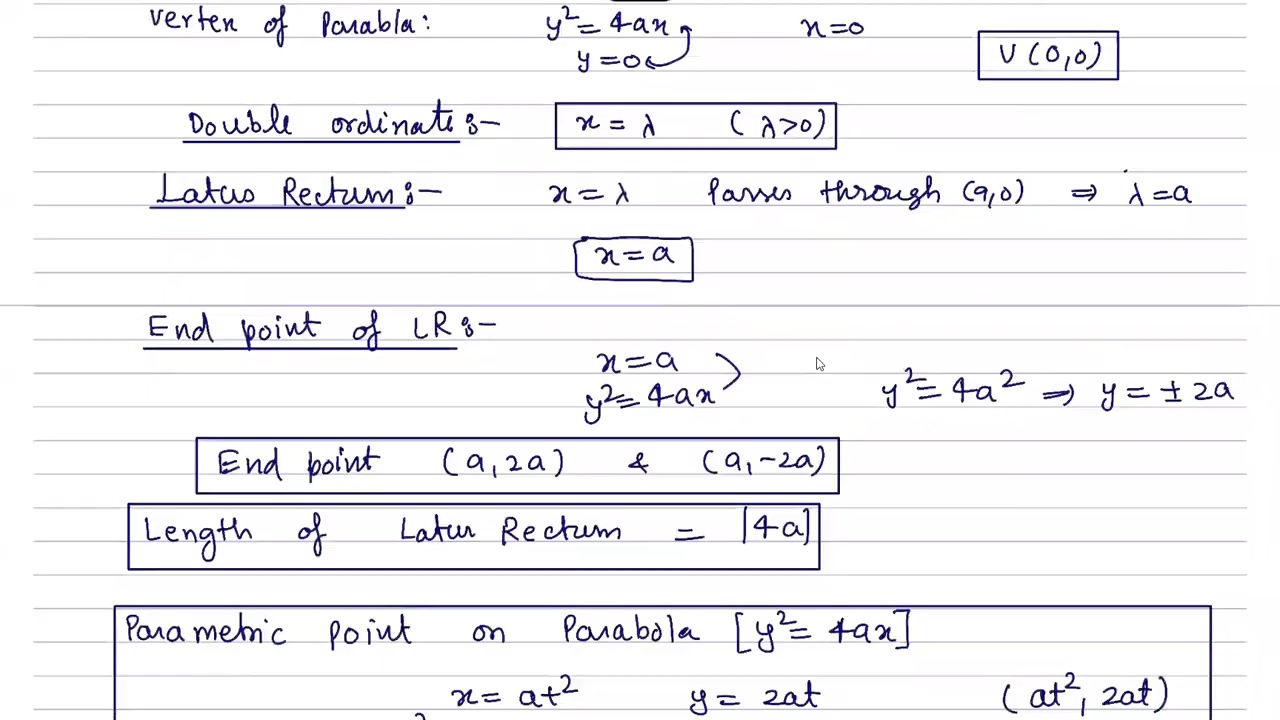 Vertex of Parabla: y² = 4ax x=0
y=0 V(0,0)
Double ordinate:- x = λ (λ>0)
Latus Rectum:- x = λ Passes through (a,0) ⇒ λ=a
x = a
End point of LR:-
x = a
y² = 4ax y² = 4a² ⇒ y = ± 2a
End point (a, 2a) & (a, -2a)
Length of Latus Rectum = |4a|
Parametric point on Parabola [y² = 4ax]
x = at² y = 2at (at², 2at)